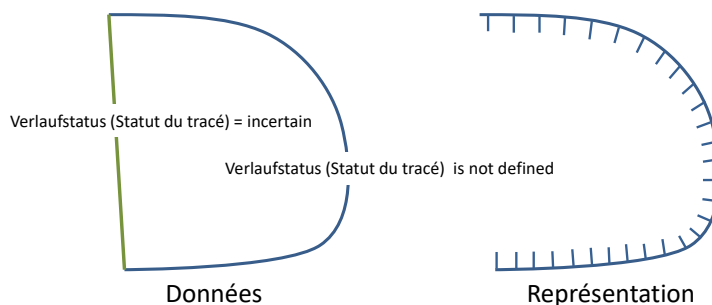 Verlaufstatus (Statut du tracé) = incertain
Verlaufstatus (Statut du tracé)  is not defined
Données
Représentation